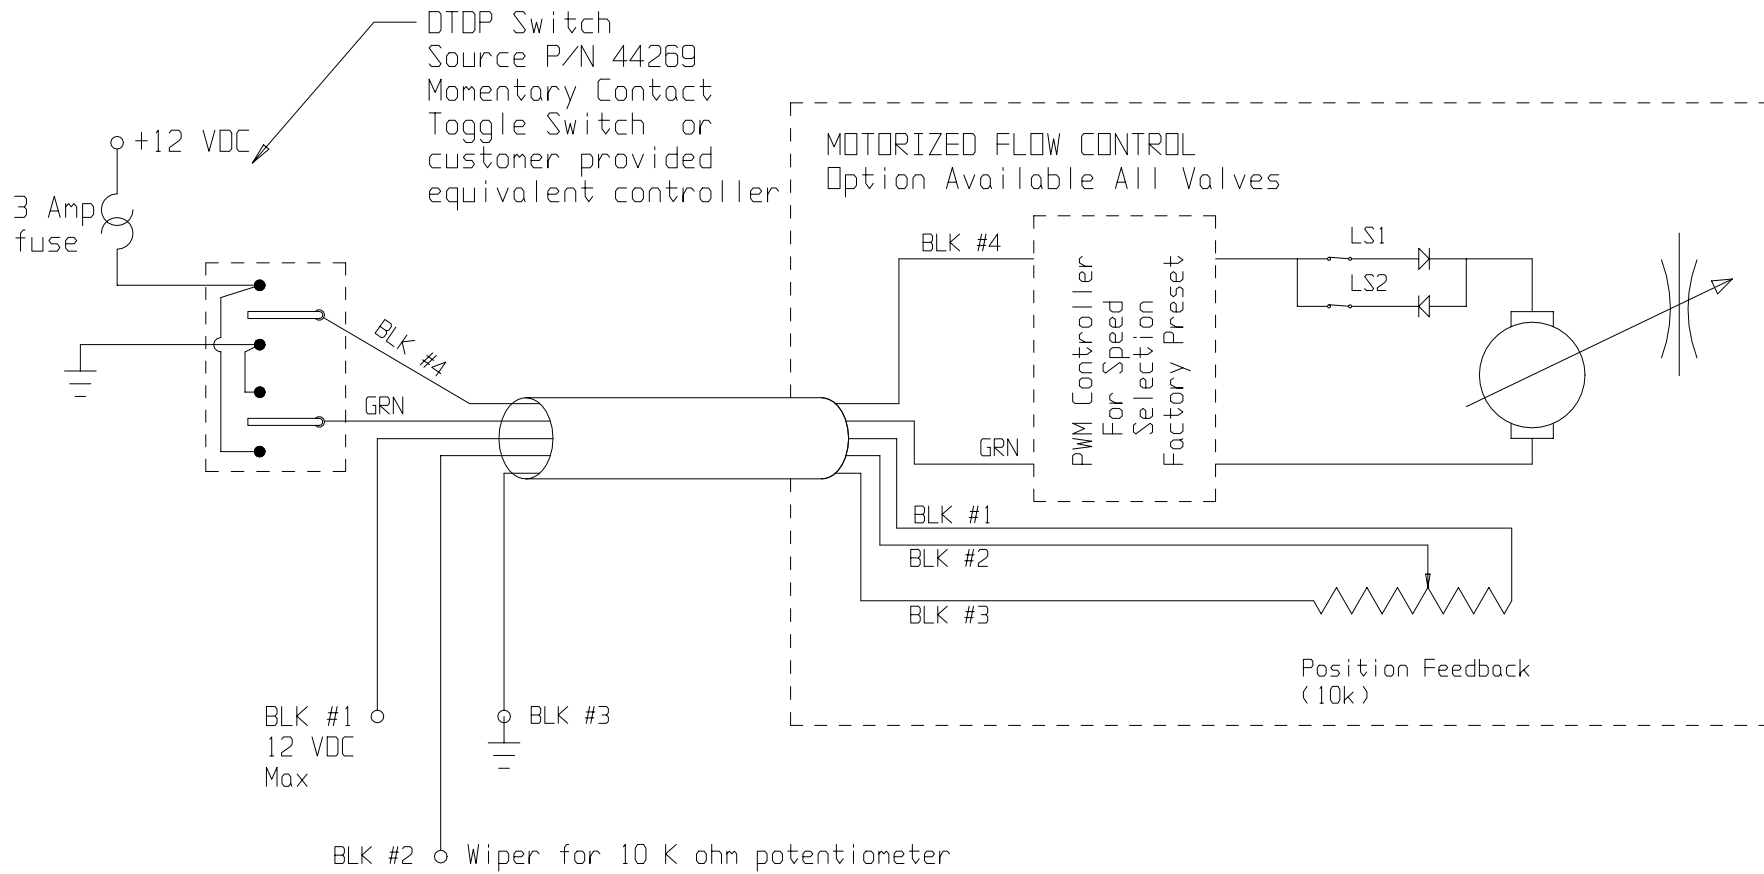 DTDP Switch
Source P/N 44269
Momentary Contact
Toggle Switch or
customer provided
equivalent controller
+12 VDC
3 Amp
fuse
BLK #4
GRN
BLK #1
12 VDC
Max
BLK #3
BLK #2
Wiper for 10 K ohm potentiometer
MOTORIZED FLOW CONTROL
Option Available All Valves
BLK #4
GRN
PWM Controller
For Speed
Selection
Factory Preset
LS1
LS2
BLK #1
BLK #2
BLK #3
Position Feedback
(10k)